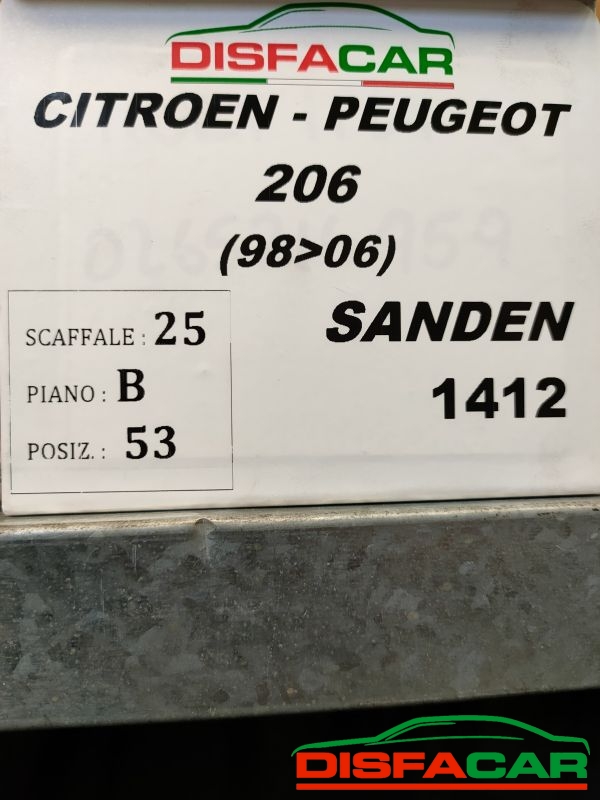 DISFACAR
CITROEN - PEUGEOT
206
(98>06)
SANDEN
1412
SCAFFALE : 25
PIANO : B
POSIZ. : 53
DISFACAR